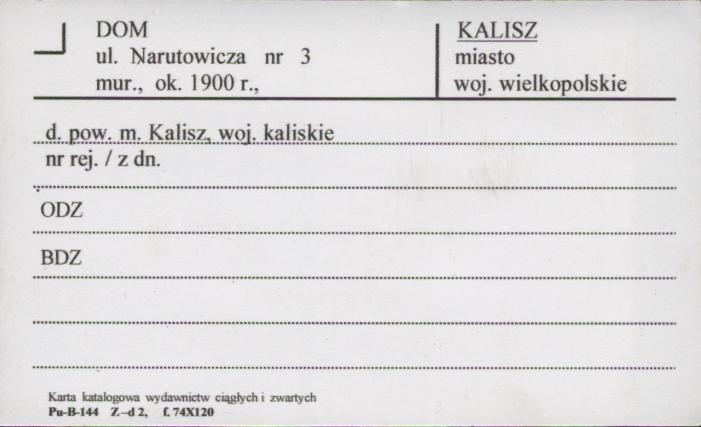 DOM
ul. Narutowicza nr 3
mur., ok. 1900 r.,
KALISZ
miasto
woj. wielkopolskie
d. pow. m. Kalisz, woj. kaliskie
nr rej. / z dn.
ODZ
BDZ
Karta katalogowa wydawnictw ciągłych i zwartych
Pu-B-144 Z-d 2, f. 74X120